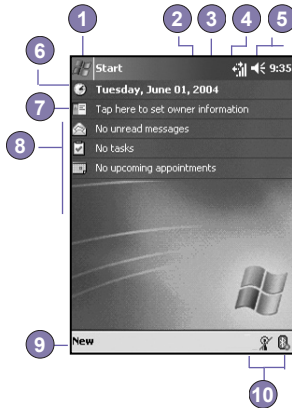 1
2
3
4
5
6
Start 9:35
Tuesday, June 01, 2004
7
Tap here to set owner information
8
No unread messages
No tasks
No upcoming appointments
9
New
10